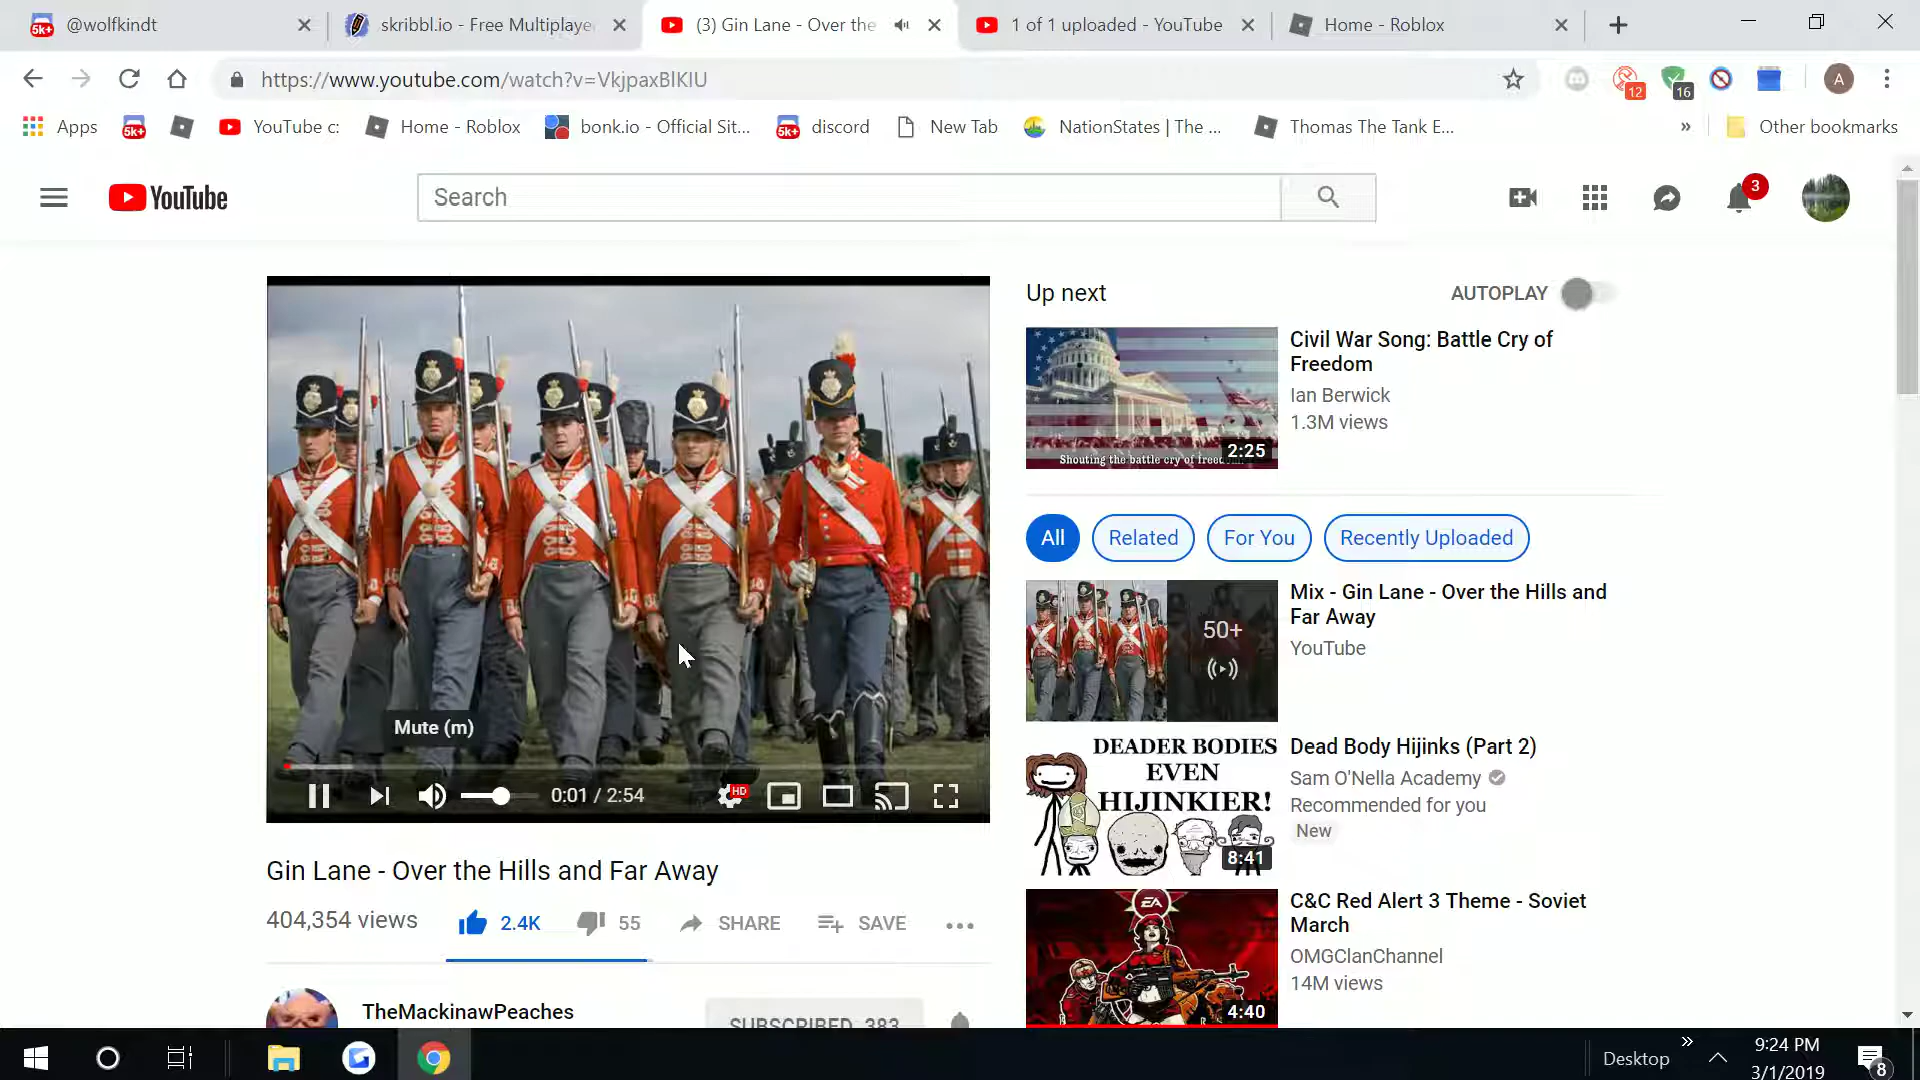 5k+ @wolfkindt
skribbl.io - Free Multiplaye
(3) Gin Lane - Over the
1 of 1 uploaded - YouTube
Home - Roblox
https://www.youtube.com/watch?v=VkjpaxBlKlU
12
16
A
Apps
5k+
YouTube c:
Home - Roblox
bonk.io - Official Sit...
5k+ discord
New Tab
NationStates | The ...
Thomas The Tank E...
»
Other bookmarks
YouTube
Search
3
Up next
AUTOPLAY
Civil War Song: Battle Cry of
Freedom
Ian Berwick
1.3M views
2:25
All
Related
For You
Recently Uploaded
Mix - Gin Lane - Over the Hills and
Far Away
YouTube
50+
Mute (m)
0:01 / 2:54
HD
DEADER BODIES
EVEN
HIJINKIER!
8:41
Dead Body Hijinks (Part 2)
Sam O'Nella Academy
Recommended for you
New
Gin Lane - Over the Hills and Far Away
404,354 views
2.4K
55
SHARE
SAVE
EA
4:40
C&C Red Alert 3 Theme - Soviet
March
OMGClanChannel
14M views
TheMackinawPeaches
SUBSCRIBED 383
Desktop
»
9:24 PM
3/1/2019
8